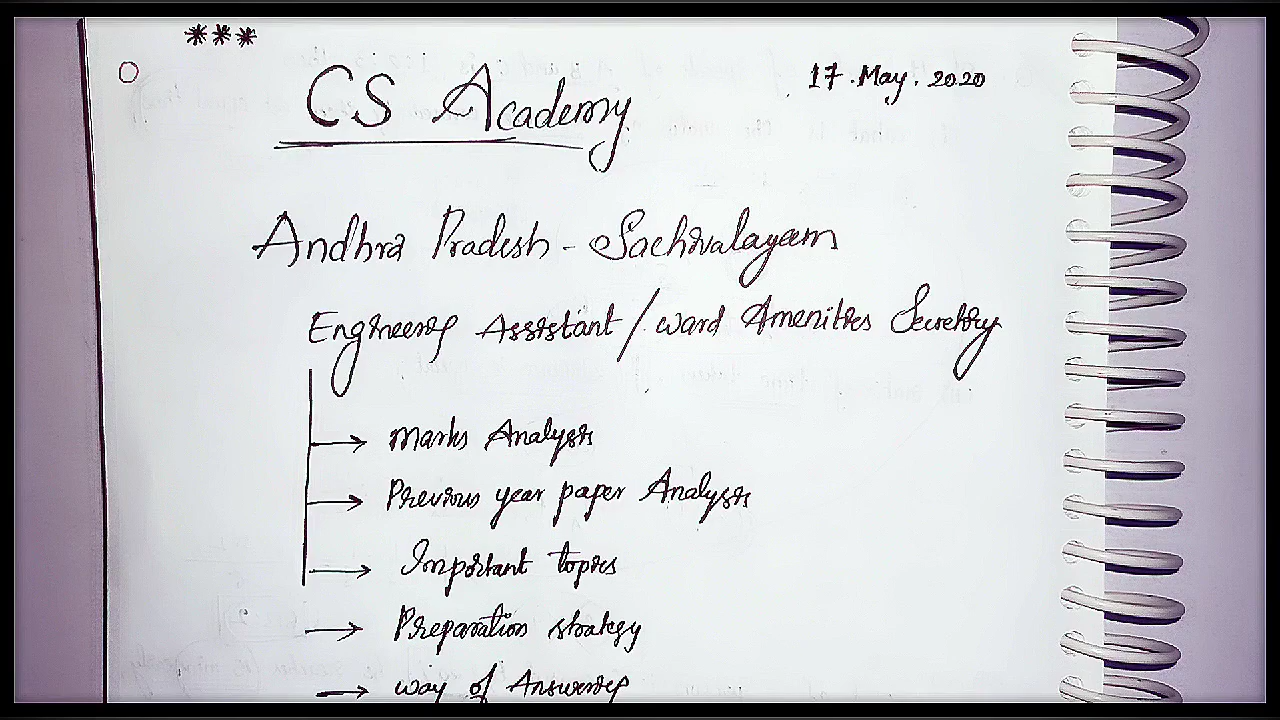 ***
CS Academy
17.May.2020
Andhra Pradesh - Sachivalayam
Engineering Assistant / ward Amenities Secretary
→ Marks Analysis
→ Previous year paper Analysis
→ Important topics
→ Preparation strategy
→ way of Answering